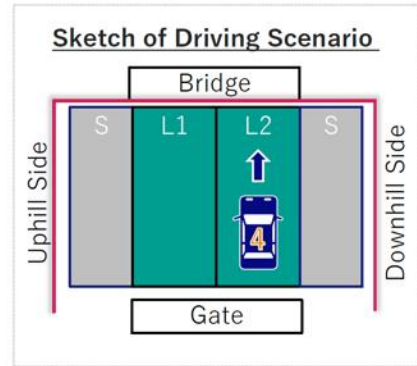 Sketch of Driving Scenario
Bridge
S L1 L2 S
Uphill Side
Downhill Side
4
Gate